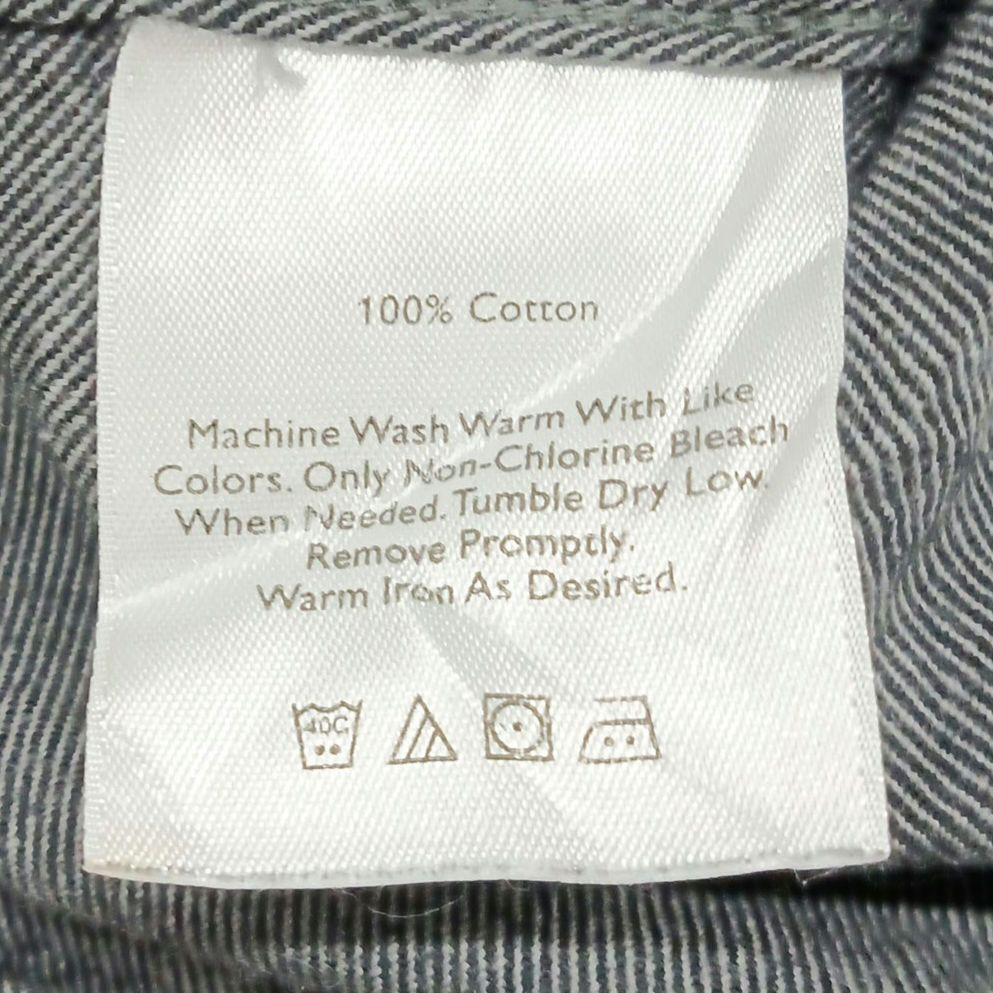 100% Cotton
Machine Wash Warm With Like
Colors. Only Non-Chlorine Bleach
When Needed. Tumble Dry Low.
Remove Promptly.
Warm Iron As Desired.
40C